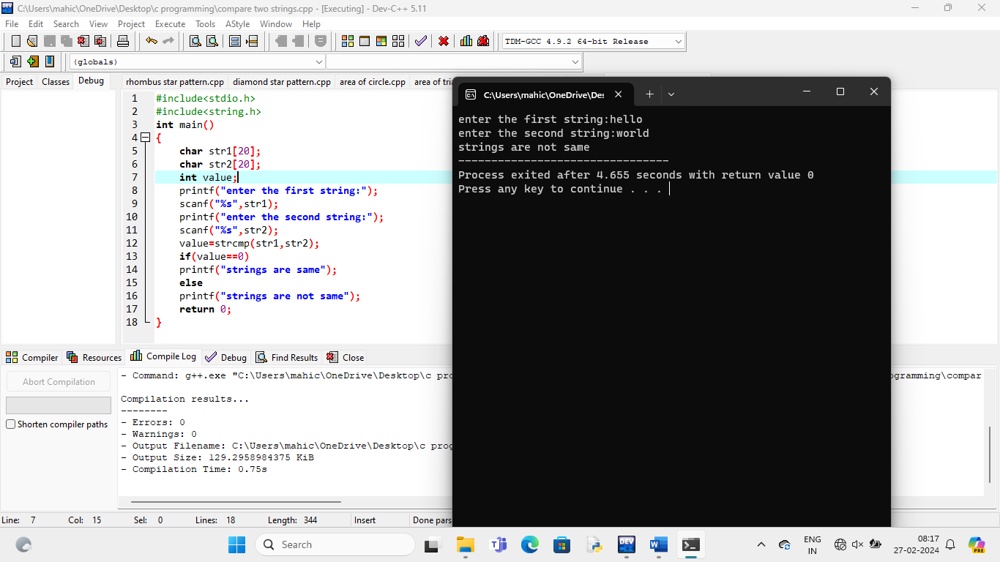 C:\Users\mahic\OneDrive\Desktop\c programming\compare two strings.cpp - [Executing] - Dev-C++ 5.11
File Edit Search View Project Execute Tools AStyle Window Help
TDM-GCC 4.9.2 64-bit Release
(globals)
Project Classes Debug
rhombus star pattern.cpp diamond star pattern.cpp area of circle.cpp area of tria
1 #include<stdio.h>
2 #include<string.h>
3 int main()
4 {
5 char str1[20];
6 char str2[20];
7 int value;
8 printf("enter the first string:");
9 scanf("%s",str1);
10 printf("enter the second string:");
11 scanf("%s",str2);
12 value=strcmp(str1,str2);
13 if(value==0)
14 printf("strings are same");
15 else
16 printf("strings are not same");
17 return 0;
18 }
C:\Users\mahic\OneDrive\Des
enter the first string:hello
enter the second string:world
strings are not same
--------------------------------
Process exited after 4.655 seconds with return value 0
Press any key to continue . . .
Compiler Resources Compile Log Debug Find Results Close
Abort Compilation
Shorten compiler paths
- Command: g++.exe "C:\Users\mahic\OneDrive\Desktop\c pro
ogramming\compar
Compilation results...
--------
- Errors: 0
- Warnings: 0
- Output Filename: C:\Users\mahic\OneDrive\Desktop\c prog
- Output Size: 129.2958984375 KiB
- Compilation Time: 0.75s
Line: 7 Col: 15 Sel: 0 Lines: 18 Length: 344 Insert Done pars
Search
DEV
ENG
IN
08:17
27-02-2024
PRE